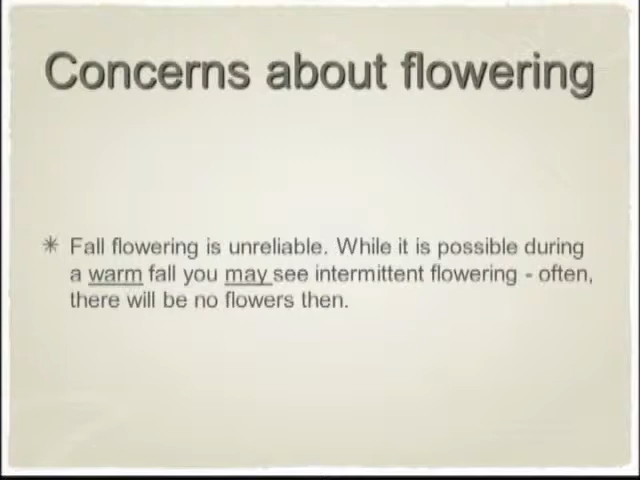 Concerns about flowering
Fall flowering is unreliable. While it is possible during
a warm fall you may see intermittent flowering - often,
there will be no flowers then.